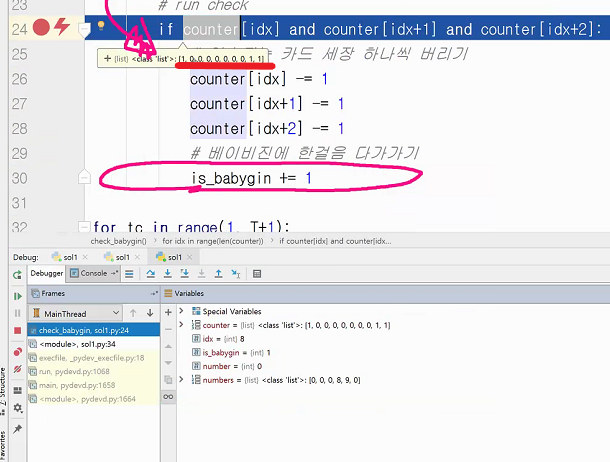 # run check
24 if counter[idx] and counter[idx+1] and counter[idx+2]:
25 카드 세장 하나씩 버리기
{list} <class 'list'>: [1, 0, 0, 0, 0, 0, 0, 0, 1, 1]
26 counter[idx] -= 1
27 counter[idx+1] -= 1
28 counter[idx+2] -= 1
29 # 베이비진에 한걸음 다가가기
30 is_babygin += 1
31
32 for tc in range(1, T+1):
check_babygin() › for idx in range(len(counter)) › if counter[idx] and counter[idx...
Debug: sol1 × sol1 × sol1 ×
Debugger Console
Frames Variables
MainThread
check_babygin, sol1.py:24
<module>, sol1.py:34
execfile, _pydev_execfile.py:18
run, pydevd.py:1068
main, pydevd.py:1658
<module>, pydevd.py:1664
Special Variables
counter = {list} <class 'list'>: [1, 0, 0, 0, 0, 0, 0, 0, 1, 1]
idx = {int} 8
is_babygin = {int} 1
number = {int} 0
numbers = {list} <class 'list'>: [0, 0, 0, 8, 9, 0]
Z: Structure
Favorites